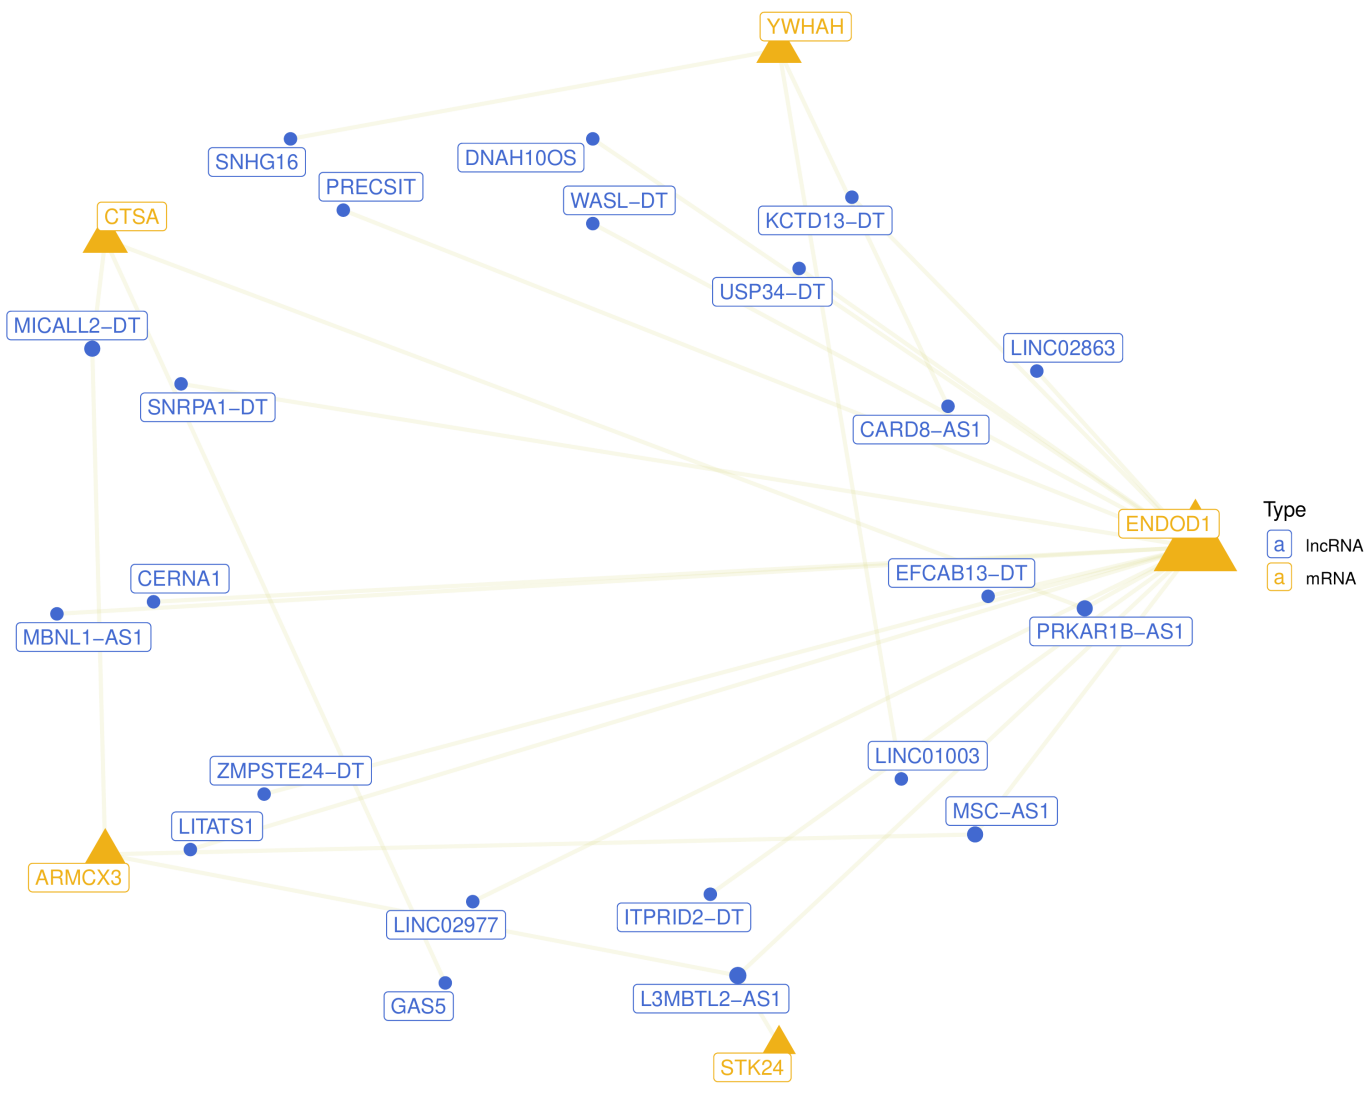 YWHAH
SNHG16
DNAH10OS
PRECSIT
WASL−DT
CTSA
KCTD13−DT
USP34−DT
MICALL2−DT
LINC02863
SNRPA1−DT
CARD8−AS1
ENDOD1
Type
a lncRNA
a mRNA
EFCAB13−DT
CERNA1
MBNL1−AS1
PRKAR1B−AS1
LINC01003
ZMPSTE24−DT
MSC−AS1
LITATS1
ARMCX3
LINC02977
ITPRID2−DT
L3MBTL2−AS1
GAS5
STK24